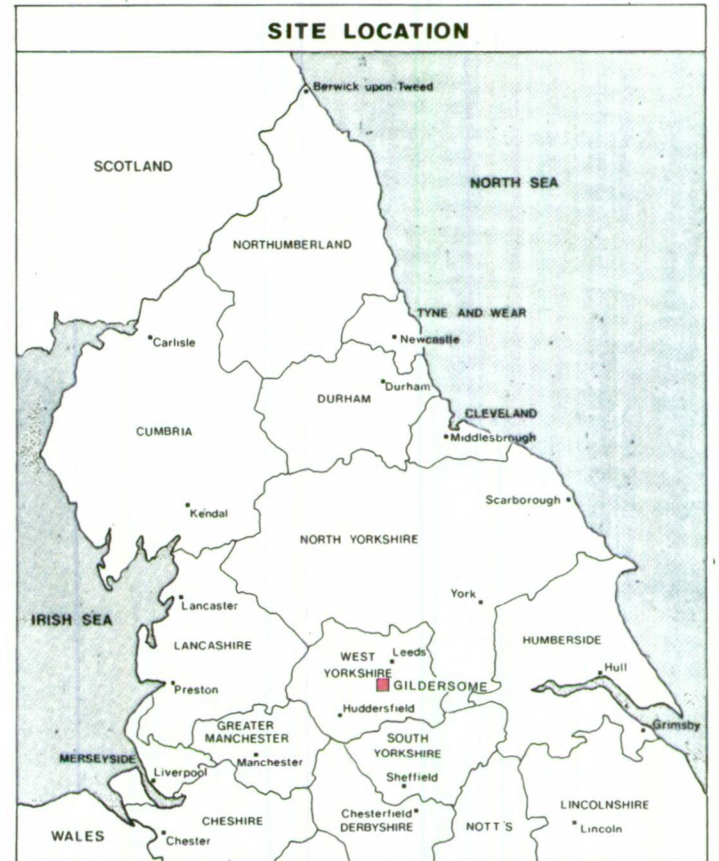 SITE LOCATION
Berwick upon Tweed
SCOTLAND
NORTH SEA
NORTHUMBERLAND
TYNE AND WEAR
Newcastle
Carlisle
Durham
DURHAM
CLEVELAND
CUMBRIA
Middlesbrough
Scarborough
Kendal
NORTH YORKSHIRE
York
Lancaster
IRISH SEA
HUMBERSIDE
LANCASHIRE
WEST
YORKSHIRE
Leeds
Hull
GILDERSOME
Preston
Huddersfield
GREATER
MANCHESTER
Grimsby
SOUTH
YORKSHIRE
MERSEYSIDE
Manchester
Liverpool
Sheffield
LINCOLNSHIRE
CHESHIRE
Chesterfield
DERBYSHIRE
NOTT'S
Lincoln
WALES
Chester